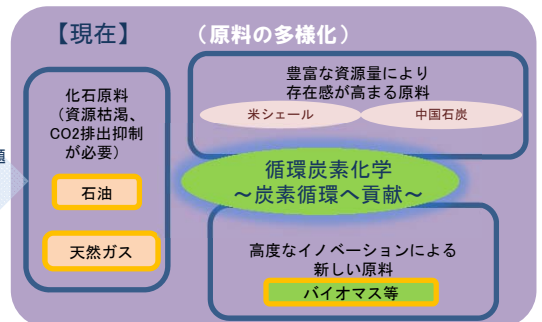 【現在】
（原料の多様化）
化石原料
（資源枯渇、
CO2排出抑制
が必要）
石油
天然ガス
豊富な資源量により
存在感が高まる原料
米シェール
中国石炭
循環炭素化学
～炭素循環へ貢献～
高度なイノベーションによる
新しい原料
バイオマス等
題